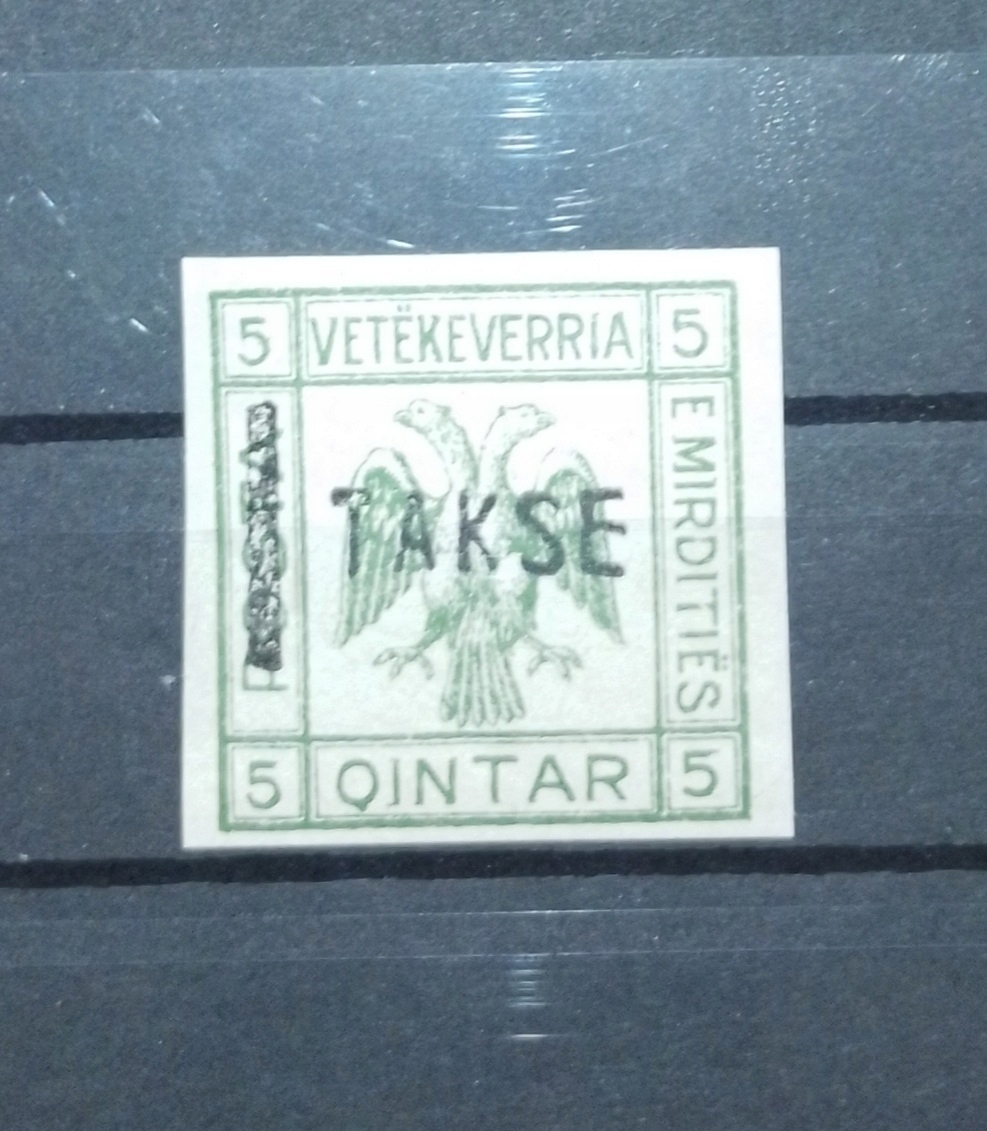 5 VETËKEVERRIA 5
E MIRDITIËS
TAKSE
5 QINTAR 5